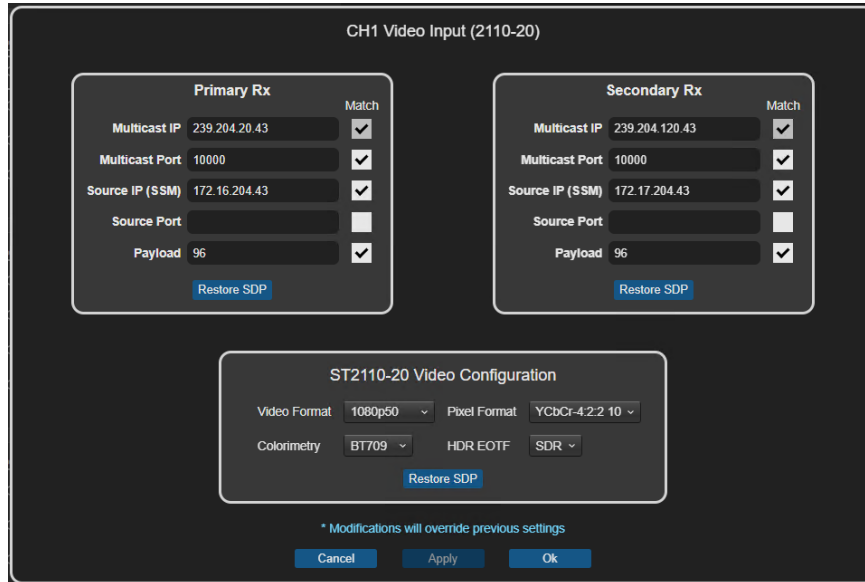 CH1 Video Input (2110-20)
Primary Rx
Match
Multicast IP 239.204.20.43
Multicast Port 10000
Source IP (SSM) 172.16.204.43
Source Port
Payload 96
Restore SDP
Secondary Rx
Match
Multicast IP 239.204.120.43
Multicast Port 10000
Source IP (SSM) 172.17.204.43
Source Port
Payload 96
Restore SDP
ST2110-20 Video Configuration
Video Format 1080p50 Pixel Format YCbCr-4:2:2 10
Colorimetry BT709 HDR EOTF SDR
Restore SDP
* Modifications will override previous settings
Cancel Apply Ok